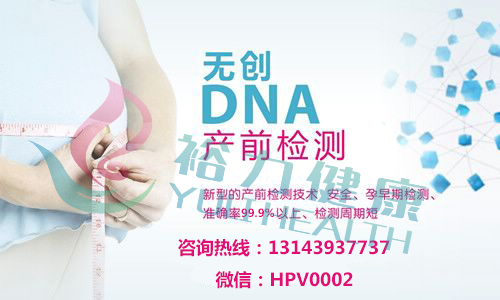 无创
DNA
产前检测
裕力健康
YULIHEALTH
新型的产前检测技术 安全、孕早期检测、
准确率99.9%以上、检测周期短
咨询热线：13143937737
微信：HPV0002